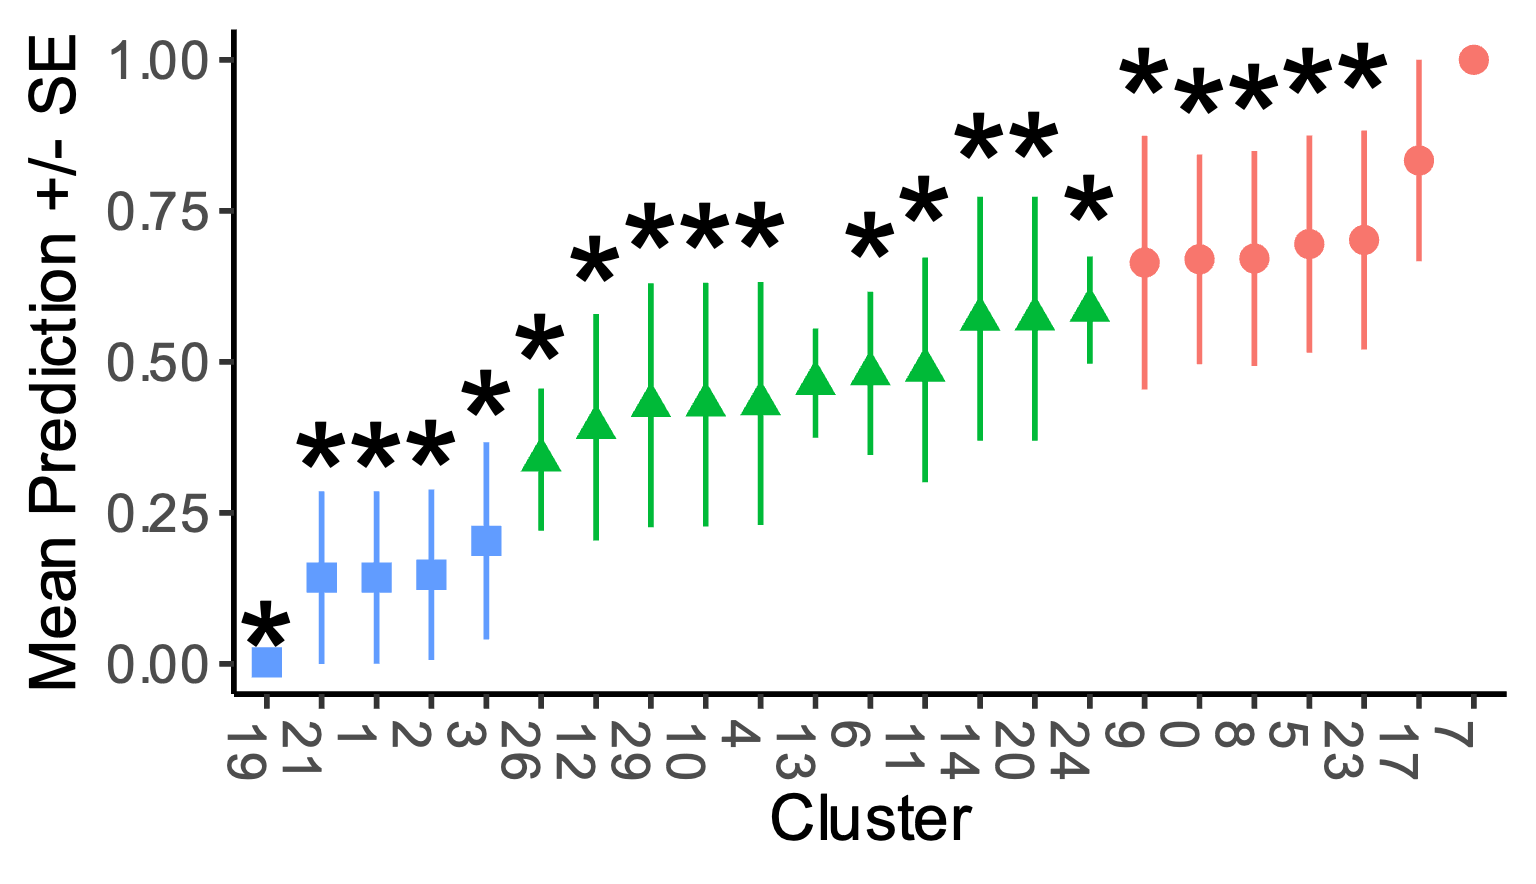 Mean Prediction +/- SE
1.00
0.75
0.50
0.25
0.00
* * * * * * * * * * * * * * * * * * * *
19 21 1 2 3 26 12 29 10 4 13 6 11 14 20 24 9 0 8 5 23 17 7
Cluster